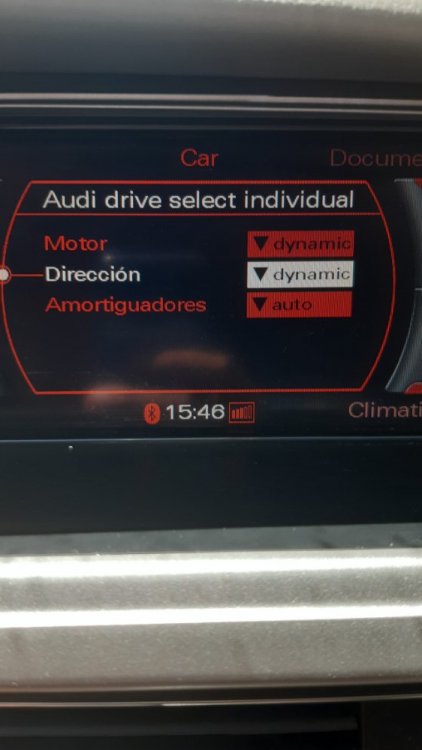 Car Docume
Audi drive select individual
Motor dynamic
Dirección dynamic
Amortiguadores auto
15:46 Climati